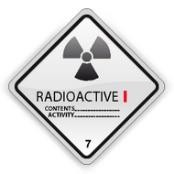 RADIOACTIVE I
CONTENTS....................
ACTIVITY....................
7